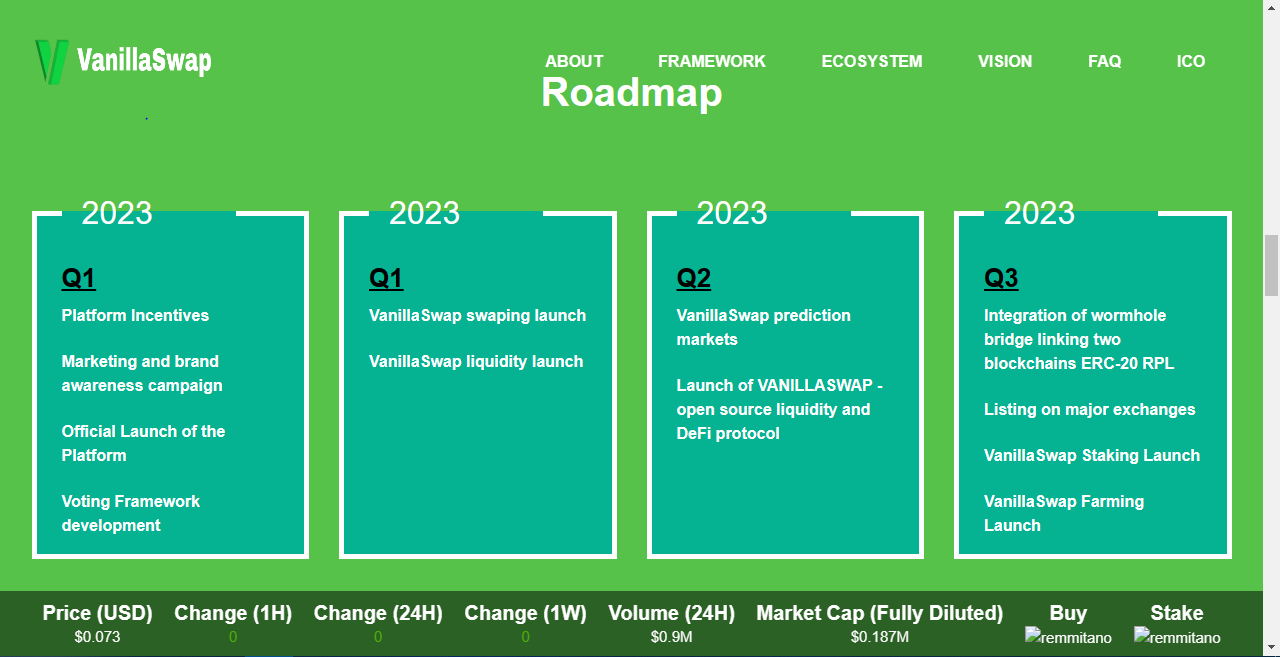 VanillaSwap
ABOUT FRAMEWORK ECOSYSTEM VISION FAQ ICO
Roadmap
2023
Q1
Platform Incentives
Marketing and brand
awareness campaign
Official Launch of the
Platform
Voting Framework
development
2023
Q1
VanillaSwap swaping launch
VanillaSwap liquidity launch
2023
Q2
VanillaSwap prediction
markets
Launch of VANILLASWAP -
open source liquidity and
DeFi protocol
2023
Q3
Integration of wormhole
bridge linking two
blockchains ERC-20 RPL
Listing on major exchanges
VanillaSwap Staking Launch
VanillaSwap Farming
Launch
Price (USD) Change (1H) Change (24H) Change (1W) Volume (24H) Market Cap (Fully Diluted) Buy Stake
$0.073 0 0 0 $0.9M $0.187M remmitano remmitano